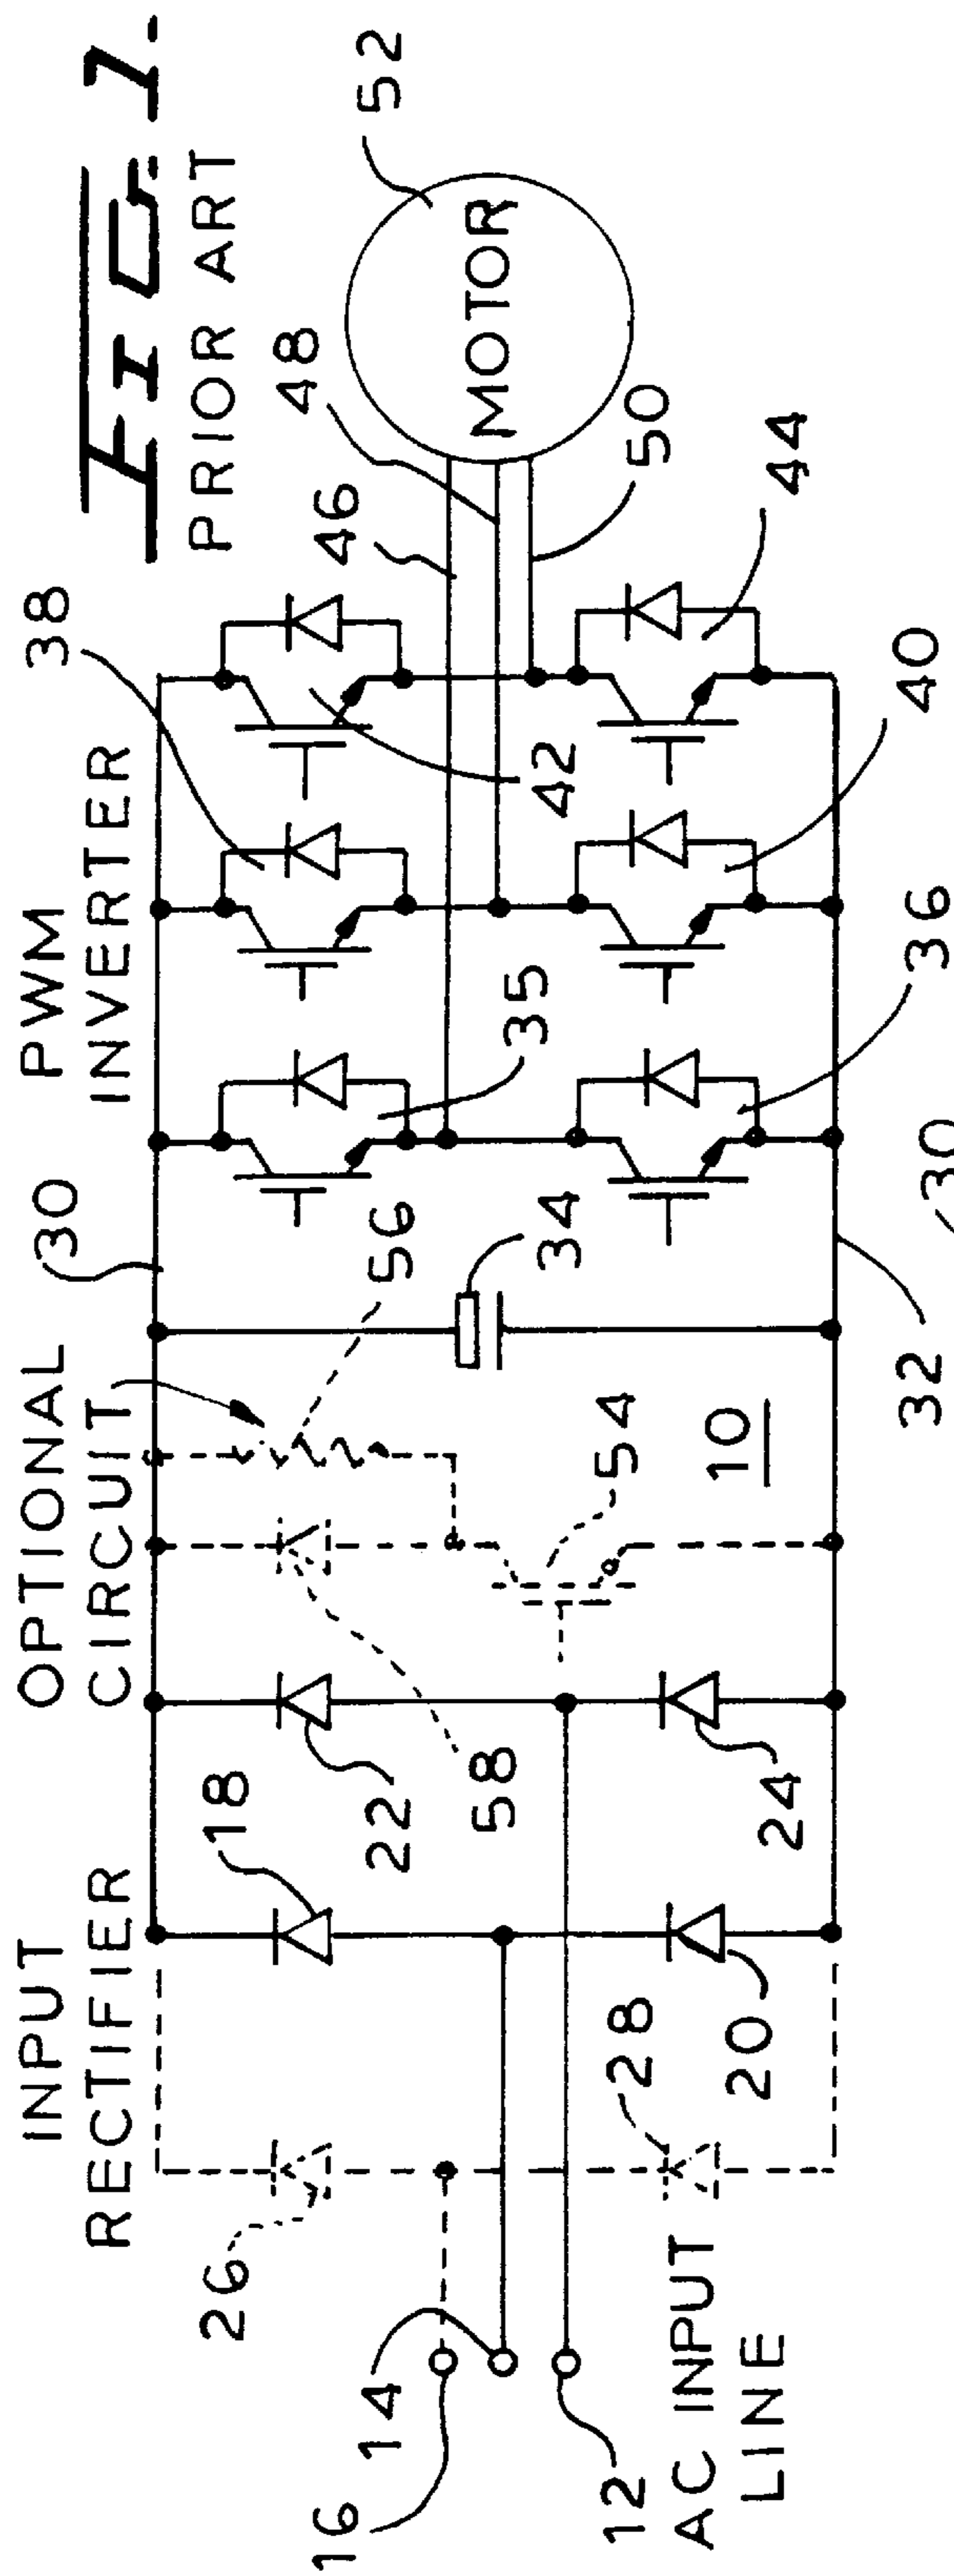 FIG. 1.
PRIOR ART
INPUT
RECTIFIER
OPTIONAL
CIRCUIT
PWM
INVERTER
30
38
26
18
22
58
56
35
42
46
48
52
MOTOR
16
14
12
AC INPUT
LINE
28
20
24
54
10
34
50
44
40
36
32
30